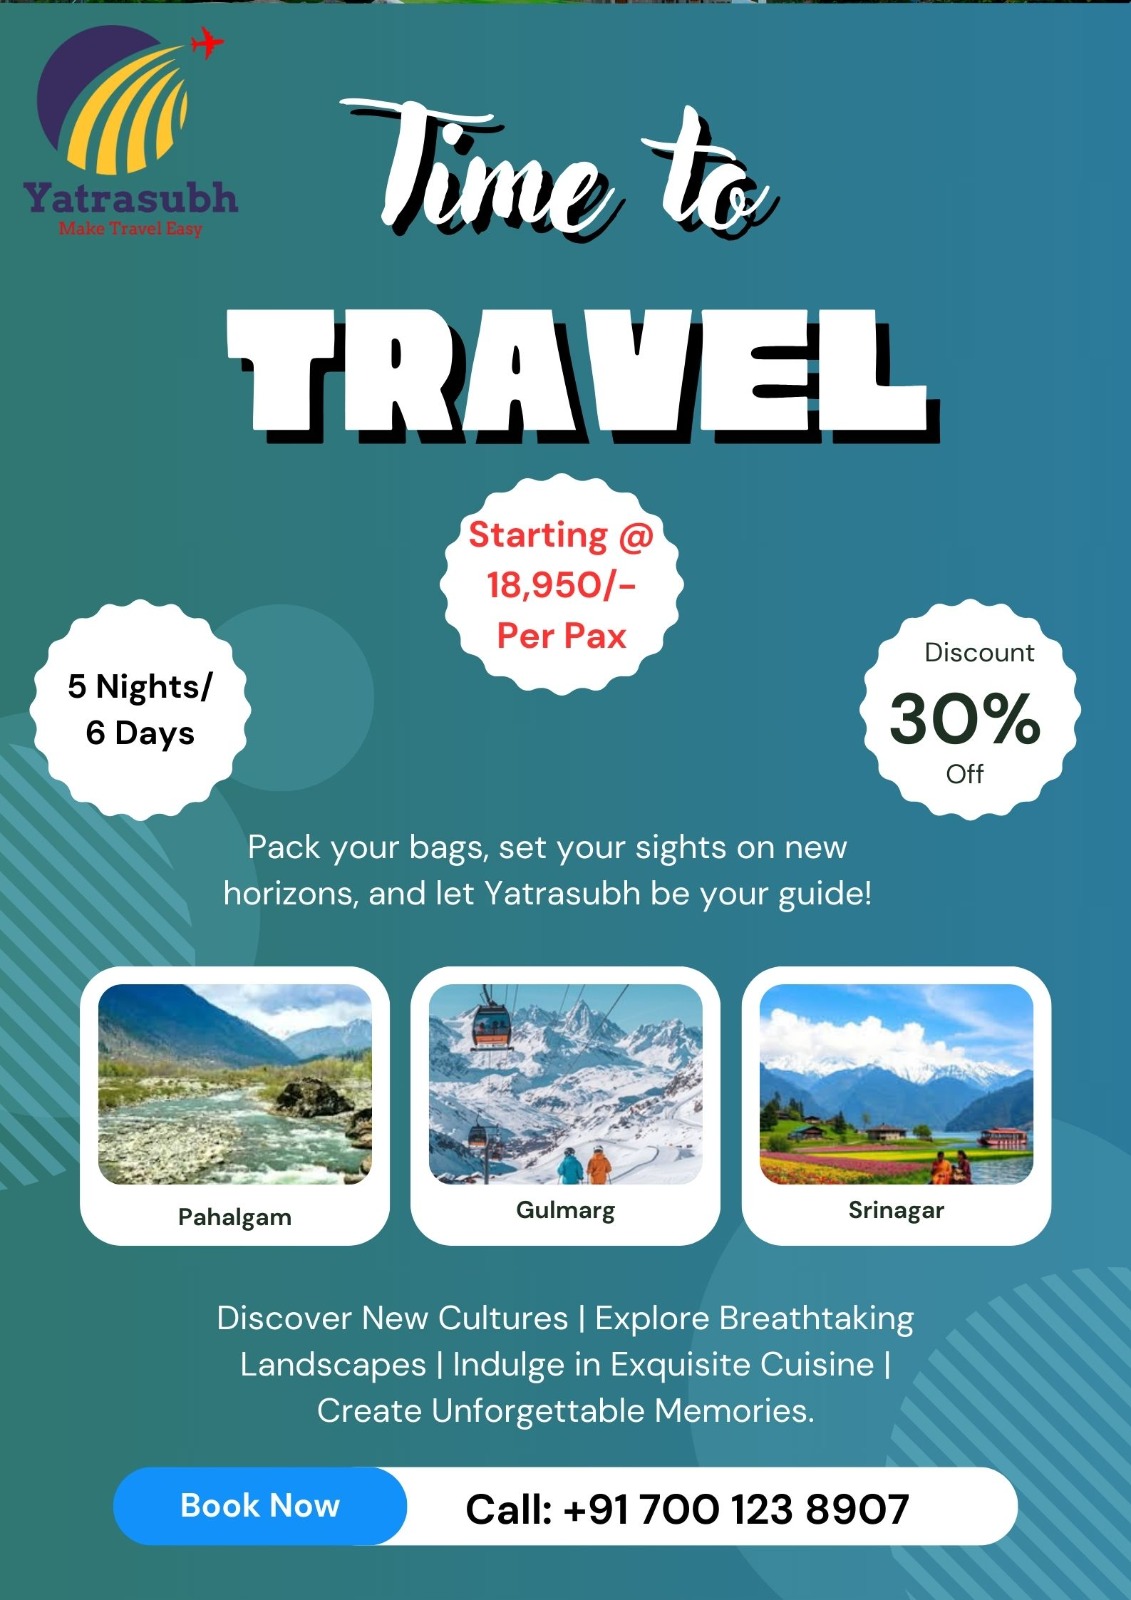 Yatrasubh
Make Travel Easy
Time to
TRAVEL
Starting @
18,950/-
Per Pax
5 Nights/
6 Days
Discount
30%
Off
Pack your bags, set your sights on new
horizons, and let Yatrasubh be your guide!
Pahalgam
Gulmarg
Srinagar
Discover New Cultures | Explore Breathtaking
Landscapes | Indulge in Exquisite Cuisine |
Create Unforgettable Memories.
Book Now
Call: +91 700 123 8907